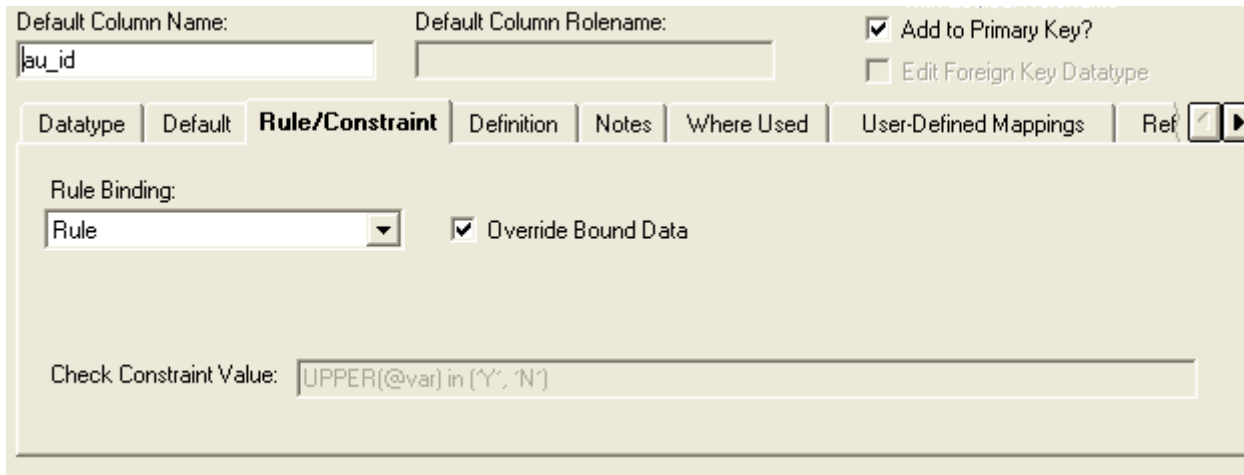 Default Column Name:
Default Column Rolename:
Add to Primary Key?
au_id
Edit Foreign Key Datatype
Datatype
Default
Rule/Constraint
Definition
Notes
Where Used
User-Defined Mappings
Ref
Rule Binding:
Rule
Override Bound Data
Check Constraint Value:
UPPER(@var) in ('Y', 'N')